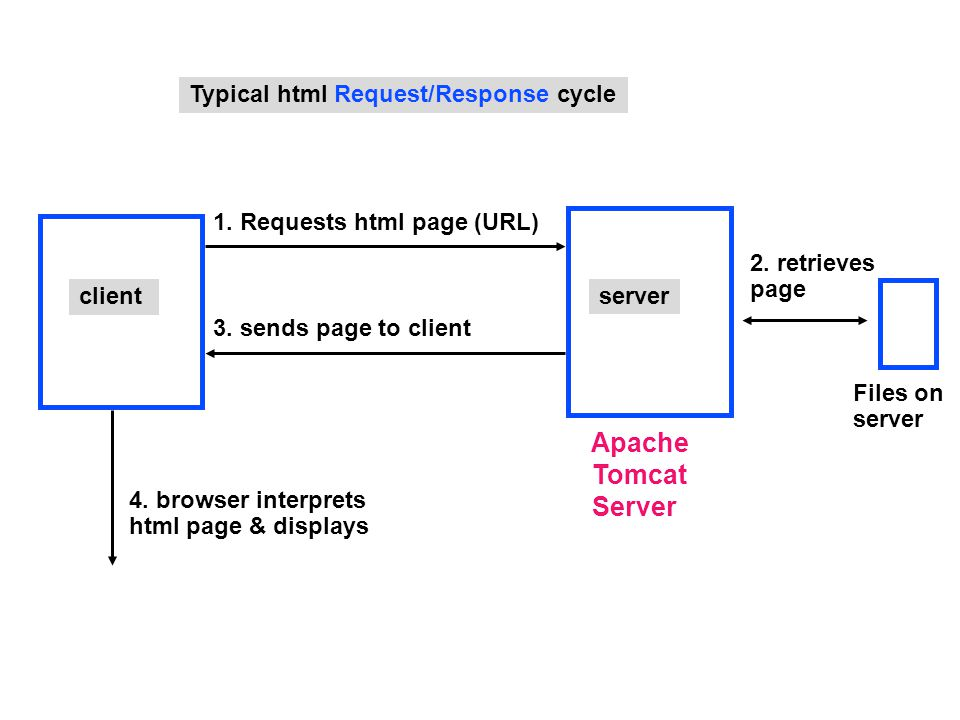 Typical html Request/Response cycle
1. Requests html page (URL)
2. retrieves
page
client
server
3. sends page to client
Files on
server
Apache
Tomcat
Server
4. browser interprets
html page & displays